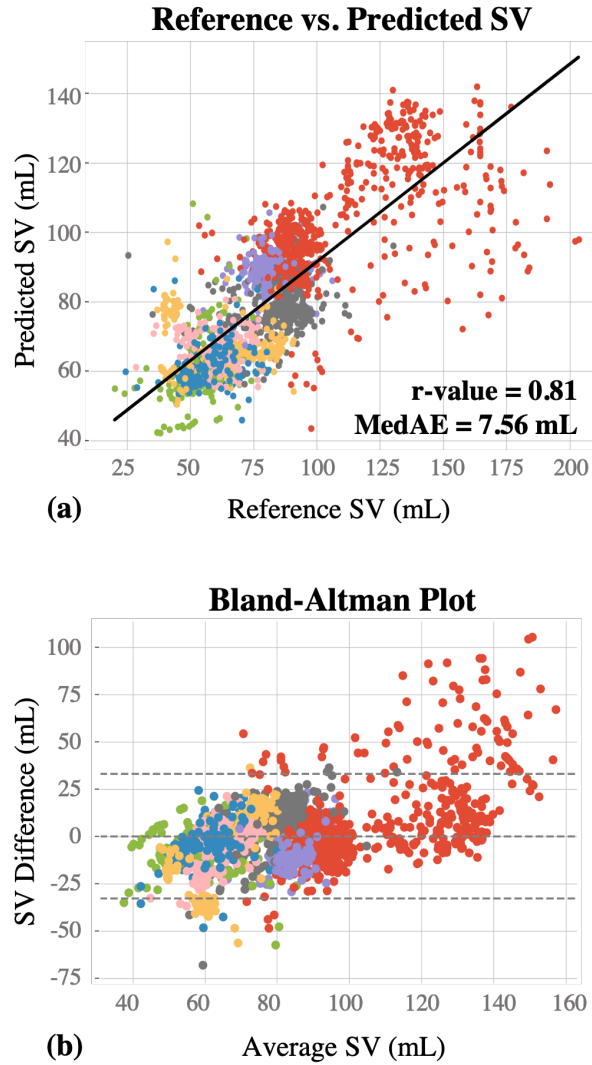 Reference vs. Predicted SV
140
120
100
80
60
40
Predicted SV (mL)
r-value = 0.81
MedAE = 7.56 mL
25 50 75 100 125 150 175 200
(a) Reference SV (mL)
Bland-Altman Plot
100
75
50
25
0
-25
-50
-75
SV Difference (mL)
40 60 80 100 120 140 160
(b) Average SV (mL)